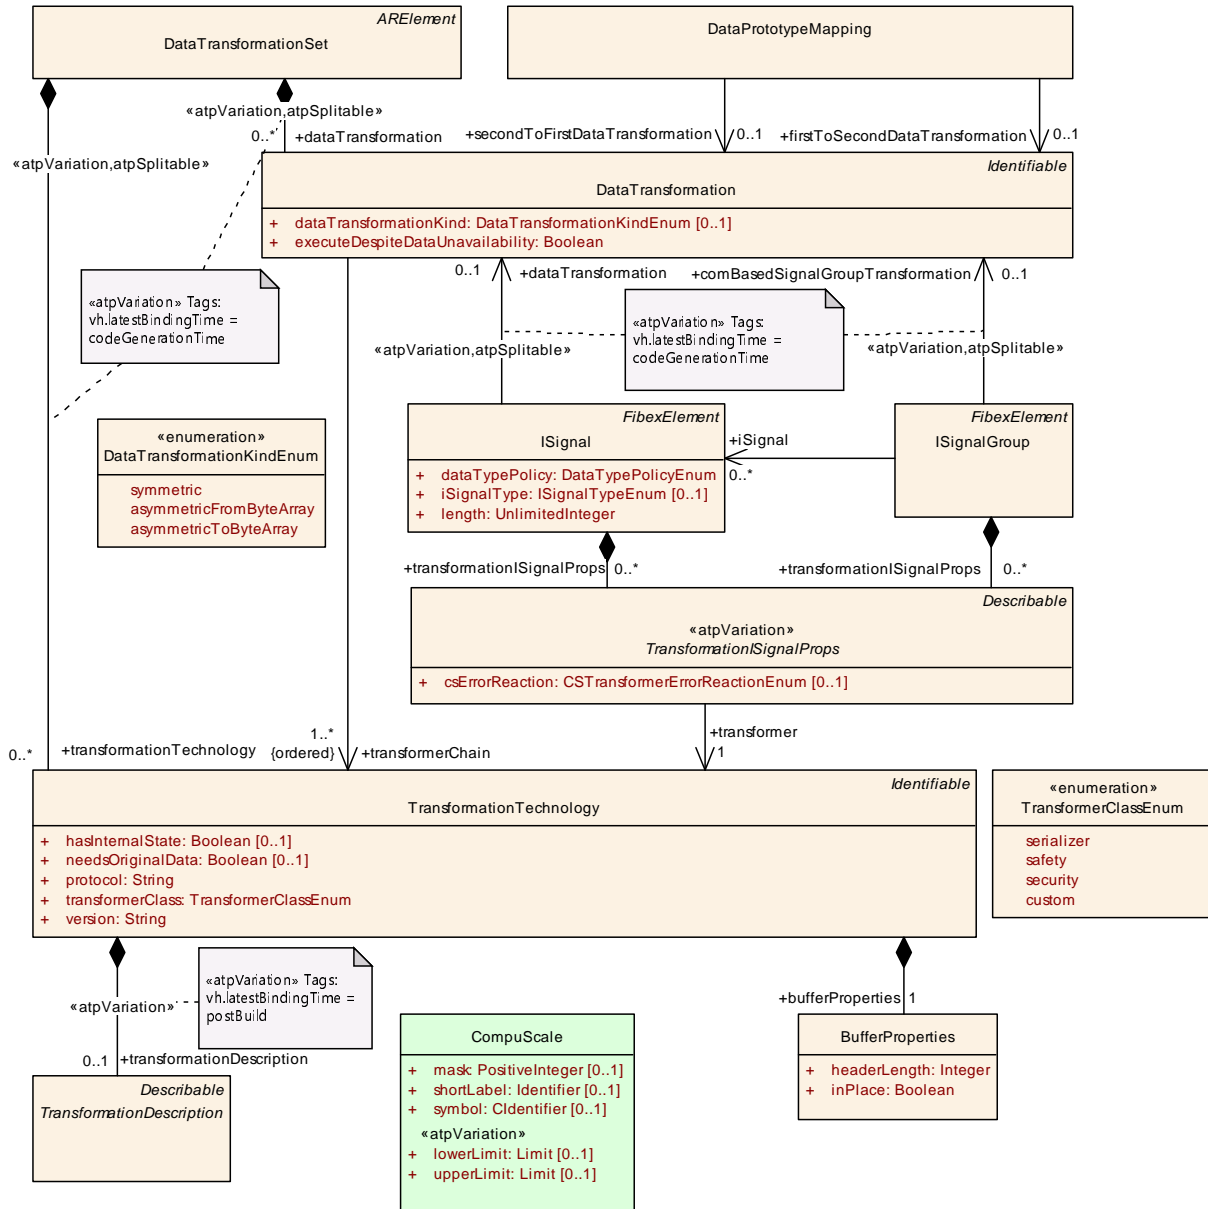 ARElement
DataTransformationSet
DataPrototypeMapping
«atpVariation,atpSplitable»
0..*
+dataTransformation
+secondToFirstDataTransformation
0..1
+firstToSecondDataTransformation
0..1
«atpVariation,atpSplitable»
Identifiable
DataTransformation
+ dataTransformationKind: DataTransformationKindEnum [0..1]
+ executeDespiteDataUnavailability: Boolean
0..1
+dataTransformation
+comBasedSignalGroupTransformation
0..1
«atpVariation» Tags:
vh.latestBindingTime =
codeGenerationTime
«atpVariation» Tags:
vh.latestBindingTime =
codeGenerationTime
«atpVariation,atpSplitable»
«atpVariation,atpSplitable»
«enumeration»
DataTransformationKindEnum
symmetric
asymmetricFromByteArray
asymmetricToByteArray
FibexElement
ISignal
+ dataTypePolicy: DataTypePolicyEnum
+ iSignalType: ISignalTypeEnum [0..1]
+ length: UnlimitedInteger
+iSignal
0..*
FibexElement
ISignalGroup
+transformationISignalProps
0..*
+transformationISignalProps
0..*
Describable
«atpVariation»
TransformationISignalProps
+ csErrorReaction: CSTransformerErrorReactionEnum [0..1]
0..*
+transformationTechnology
1..*
{ordered}
+transformerChain
+transformer
1
Identifiable
TransformationTechnology
+ hasInternalState: Boolean [0..1]
+ needsOriginalData: Boolean [0..1]
+ protocol: String
+ transformerClass: TransformerClassEnum
+ version: String
«enumeration»
TransformerClassEnum
serializer
safety
security
custom
«atpVariation»
«atpVariation» Tags:
vh.latestBindingTime =
postBuild
0..1
+transformationDescription
+bufferProperties
1
Describable
TransformationDescription
CompuScale
+ mask: PositiveInteger [0..1]
+ shortLabel: Identifier [0..1]
+ symbol: CIdentifier [0..1]
«atpVariation»
+ lowerLimit: Limit [0..1]
+ upperLimit: Limit [0..1]
BufferProperties
+ headerLength: Integer
+ inPlace: Boolean